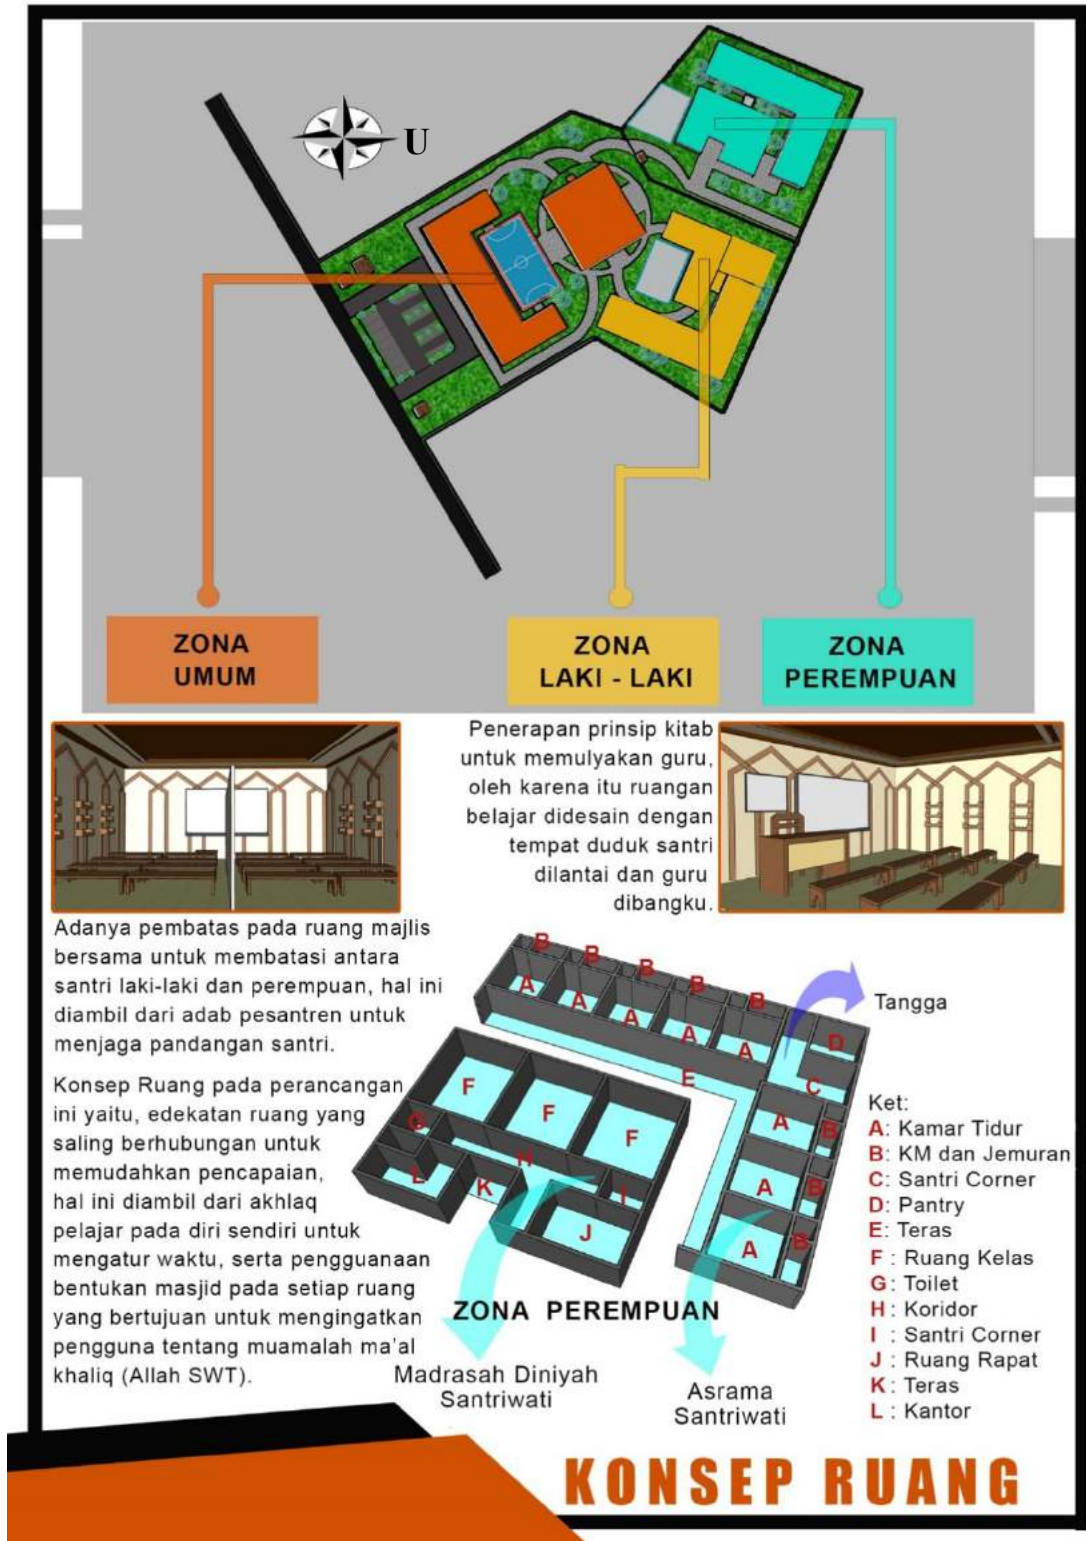 U
ZONA
UMUM
ZONA
LAKI - LAKI
ZONA
PEREMPUAN
Penerapan prinsip kitab
untuk memulyakan guru,
oleh karena itu ruangan
belajar didesain dengan
tempat duduk santri
dilantai dan guru
dibangku.
Adanya pembatas pada ruang majlis
bersama untuk membatasi antara
santri laki-laki dan perempuan, hal ini
diambil dari adab pesantren untuk
menjaga pandangan santri.
Konsep Ruang pada perancangan
ini yaitu, edekatan ruang yang
saling berhubungan untuk
memudahkan pencapaian,
hal ini diambil dari akhlaq
pelajar pada diri sendiri untuk
mengatur waktu, serta pengguanaan
bentukan masjid pada setiap ruang
yang bertujuan untuk mengingatkan
pengguna tentang muamalah ma'al
khaliq (Allah SWT).
B
B
B
B
B
A
A
A
A
A
D
E
C
F
F
F
A
B
G
H
L
K
I
J
A
B
A
B
Tangga
ZONA PEREMPUAN
Madrasah Diniyah
Santriwati
Asrama
Santriwati
Ket:
A: Kamar Tidur
B: KM dan Jemuran
C: Santri Corner
D: Pantry
E: Teras
F : Ruang Kelas
G: Toilet
H: Koridor
I : Santri Corner
J : Ruang Rapat
K : Teras
L : Kantor
KONSEP RUANG